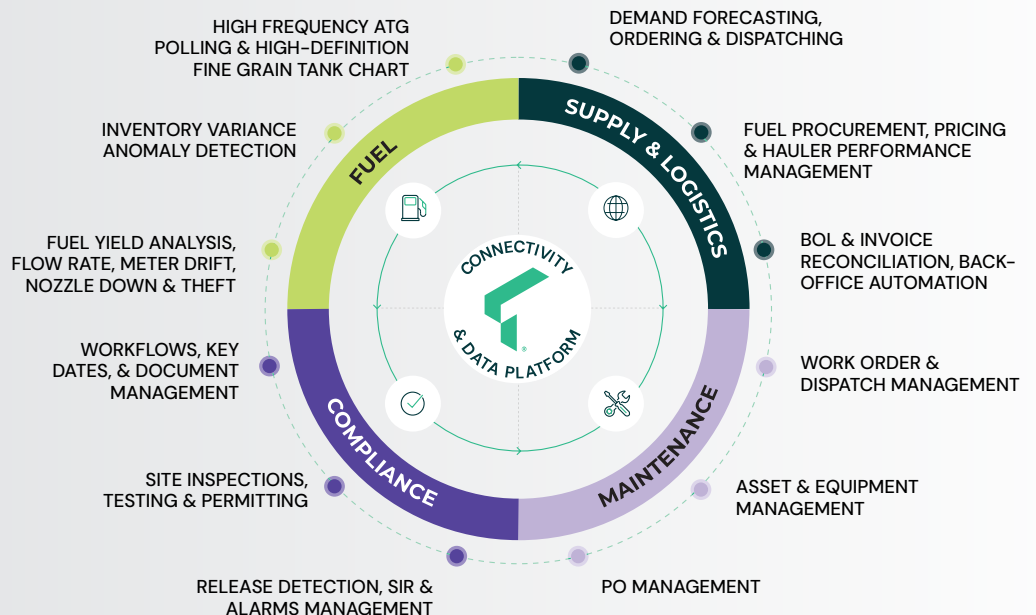 HIGH FREQUENCY ATG
POLLING & HIGH-DEFINITION
FINE GRAIN TANK CHART
DEMAND FORECASTING,
ORDERING & DISPATCHING
INVENTORY VARIANCE
ANOMALY DETECTION
FUEL
SUPPLY & LOGISTICS
FUEL PROCUREMENT, PRICING
& HAULER PERFORMANCE
MANAGEMENT
FUEL YIELD ANALYSIS,
FLOW RATE, METER DRIFT,
NOZZLE DOWN & THEFT
CONNECTIVITY
& DATA PLATFORM
®
BOL & INVOICE
RECONCILIATION, BACK-
OFFICE AUTOMATION
WORKFLOWS, KEY
DATES, & DOCUMENT
MANAGEMENT
WORK ORDER &
DISPATCH MANAGEMENT
COMPLIANCE
MAINTENANCE
SITE INSPECTIONS,
TESTING & PERMITTING
ASSET & EQUIPMENT
MANAGEMENT
RELEASE DETECTION, SIR &
ALARMS MANAGEMENT
PO MANAGEMENT